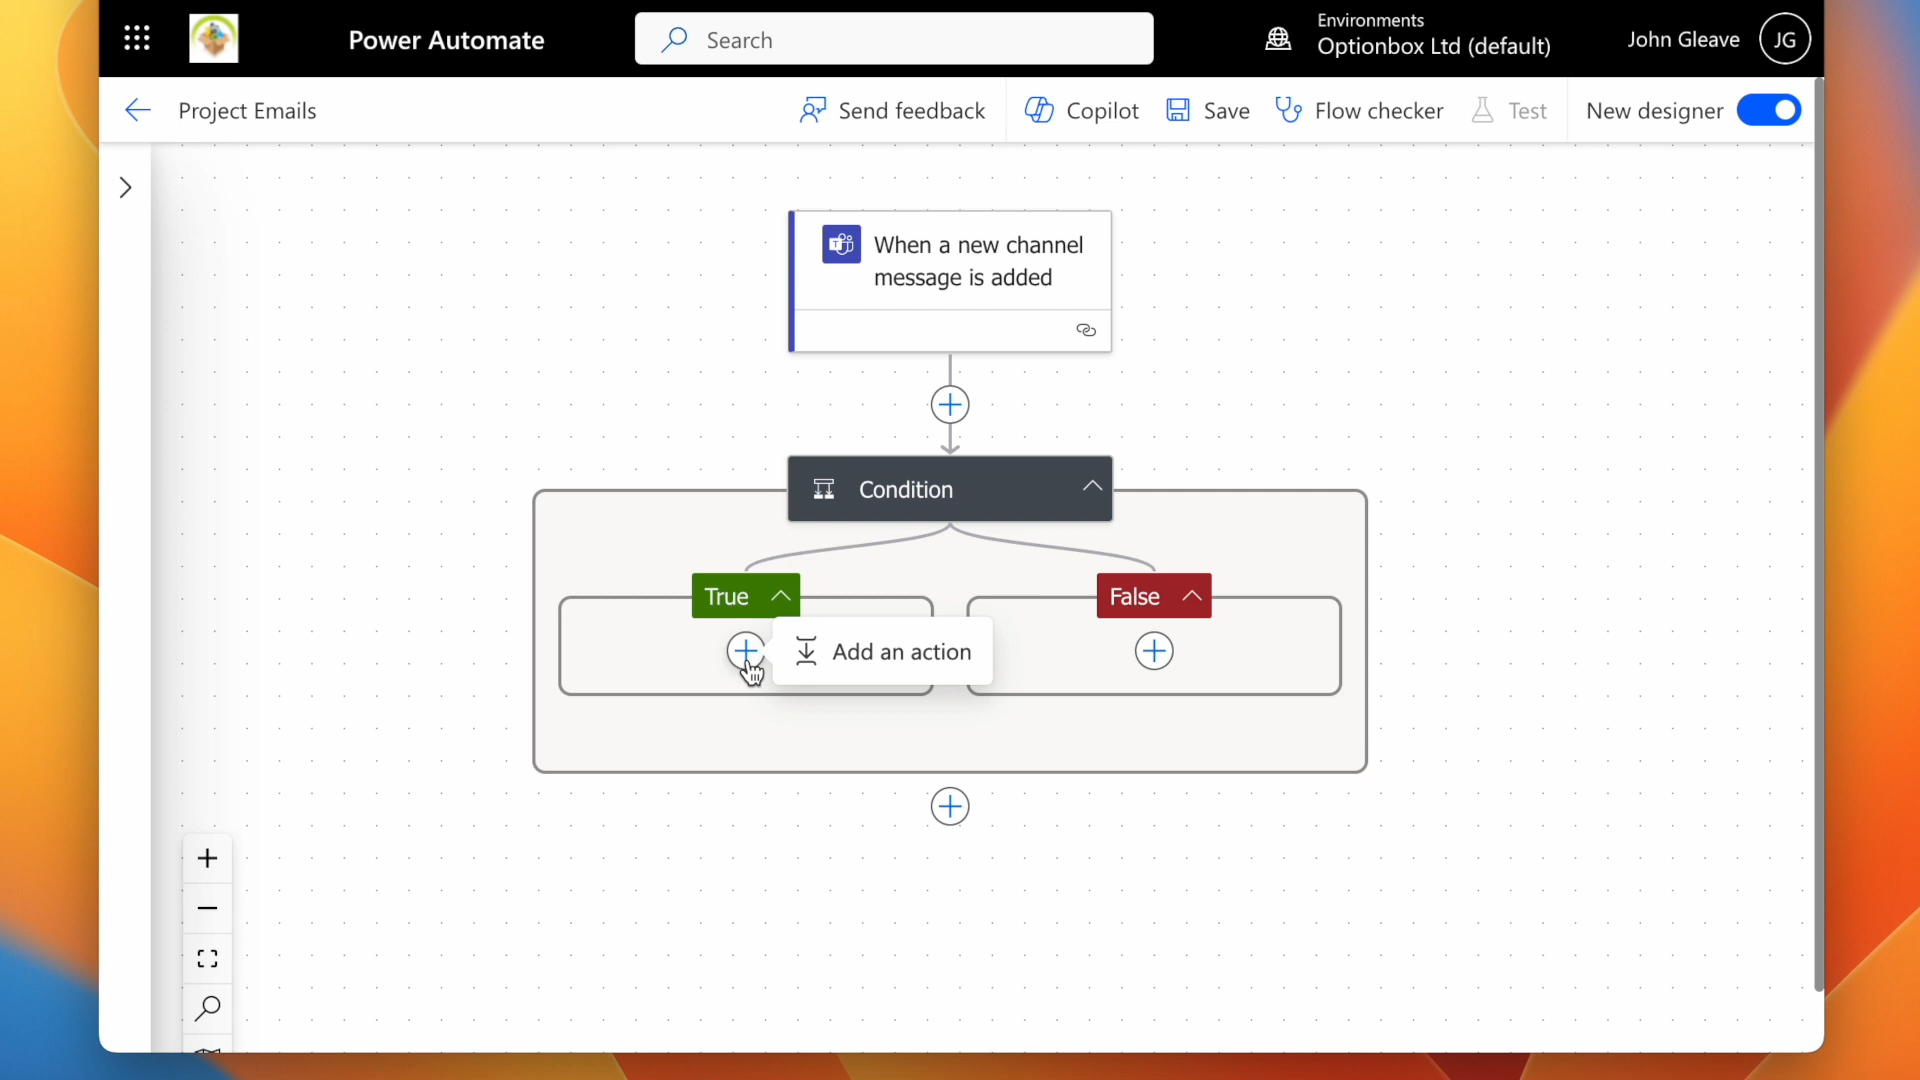 Power Automate
Search
Environments
Optionbox Ltd (default)
John Gleave
JG
Project Emails
Send feedback
Copilot
Save
Flow checker
Test
New designer
When a new channel
message is added
Condition
True
False
Add an action